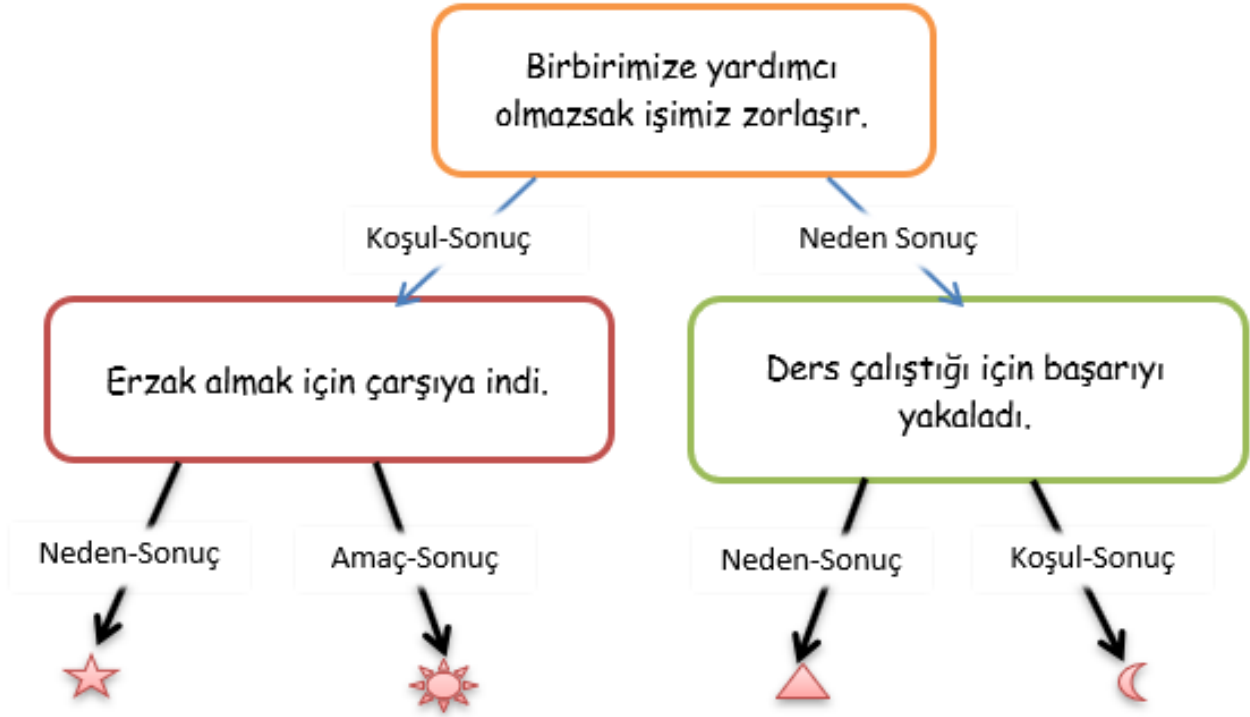 Birbirimize yardımcı
olmazsak işimiz zorlaşır.
Koşul-Sonuç
Neden Sonuç
Erzak almak için çarşıya indi.
Ders çalıştığı için başarıyı
yakaladı.
Neden-Sonuç
Amaç-Sonuç
Neden-Sonuç
Koşul-Sonuç